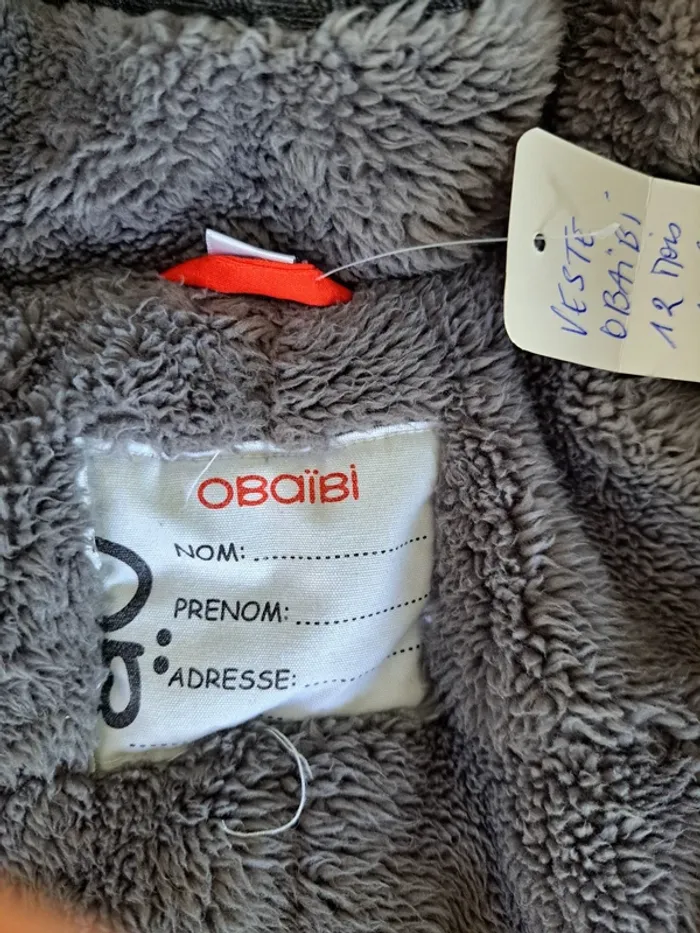 VESTE
OBAÏBI
12 MOIS
OBAÏBI
NOM:
PRENOM:
ADRESSE: